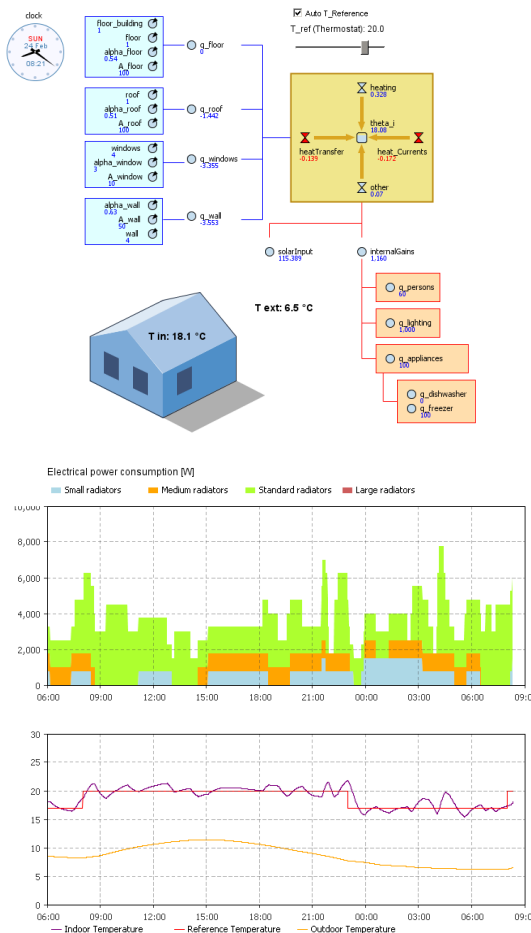 clock
SUN
24 Feb
08:21
floor_building
1
floor
1
alpha_floor
0.54
A_floor
100
q_floor
0
roof
1
alpha_roof
0.51
A_roof
100
q_roof
-1.442
windows
4
alpha_window
3
A_window
10
q_windows
-3.355
alpha_wall
0.63
A_wall
50
wall
4
q_wall
-3.553
Auto T_Reference
T_ref (Thermostat): 20.0
heating
0.328
theta_i
18.08
heatTransfer
-0.139
heat_Currents
-0.172
other
0.07
solarInput
115.389
internalGains
1.160
q_persons
60
q_lighting
1,000
q_appliances
100
q_dishwasher
0
q_freezer
100
T ext: 6.5 °C
T in: 18.1 °C
Electrical power consumption [W]
Small radiators Medium radiators Standard radiators Large radiators
10,000
8,000
6,000
4,000
2,000
0
06:00 09:00 12:00 15:00 18:00 21:00 00:00 03:00 06:00 09:00
30
25
20
15
10
5
0
06:00 09:00 12:00 15:00 18:00 21:00 00:00 03:00 06:00 09:00
Indoor Temperature Reference Temperature Outdoor Temperature